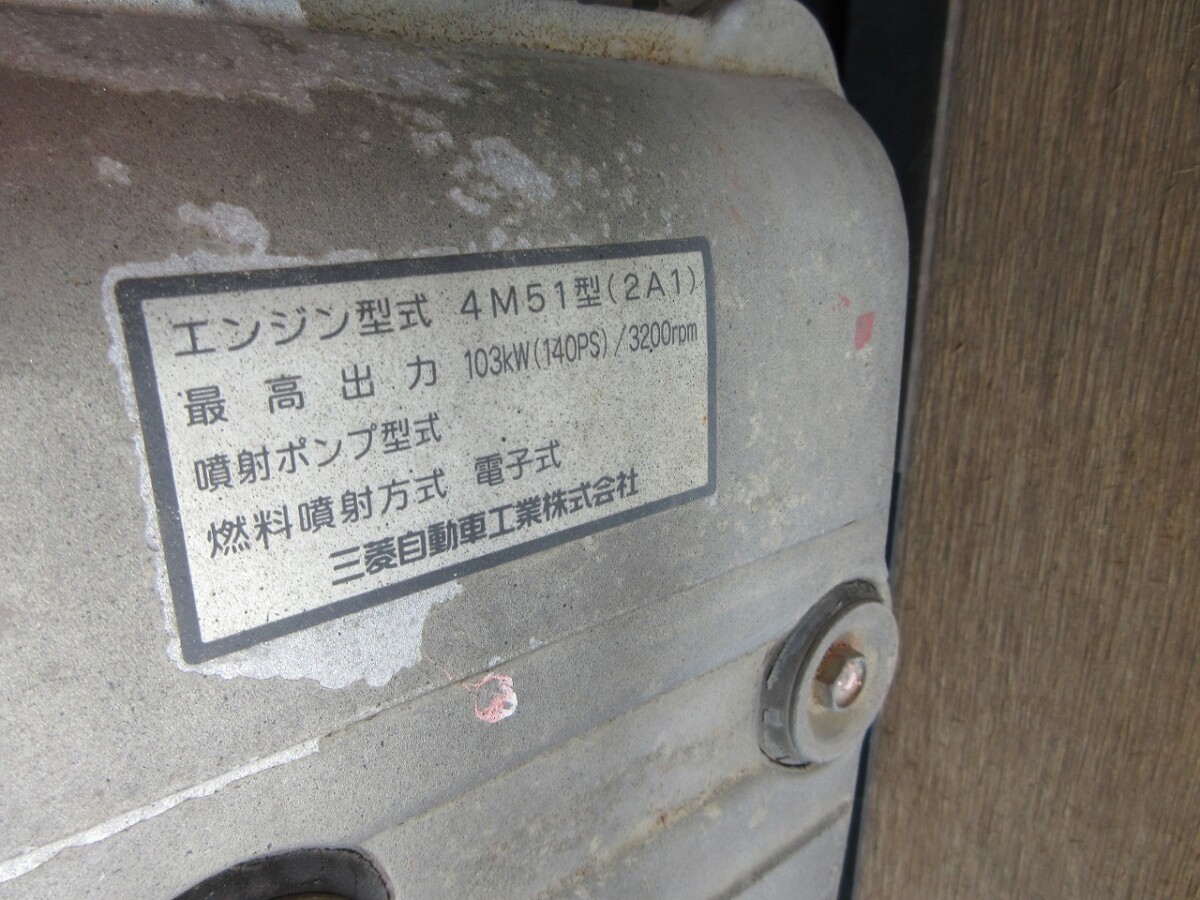 エンジン型式 4M51型(2A1)
最高出力 103kW(140PS)/3200rpm
噴射ポンプ型式
燃料噴射方式 電子式
三菱自動車工業株式会社